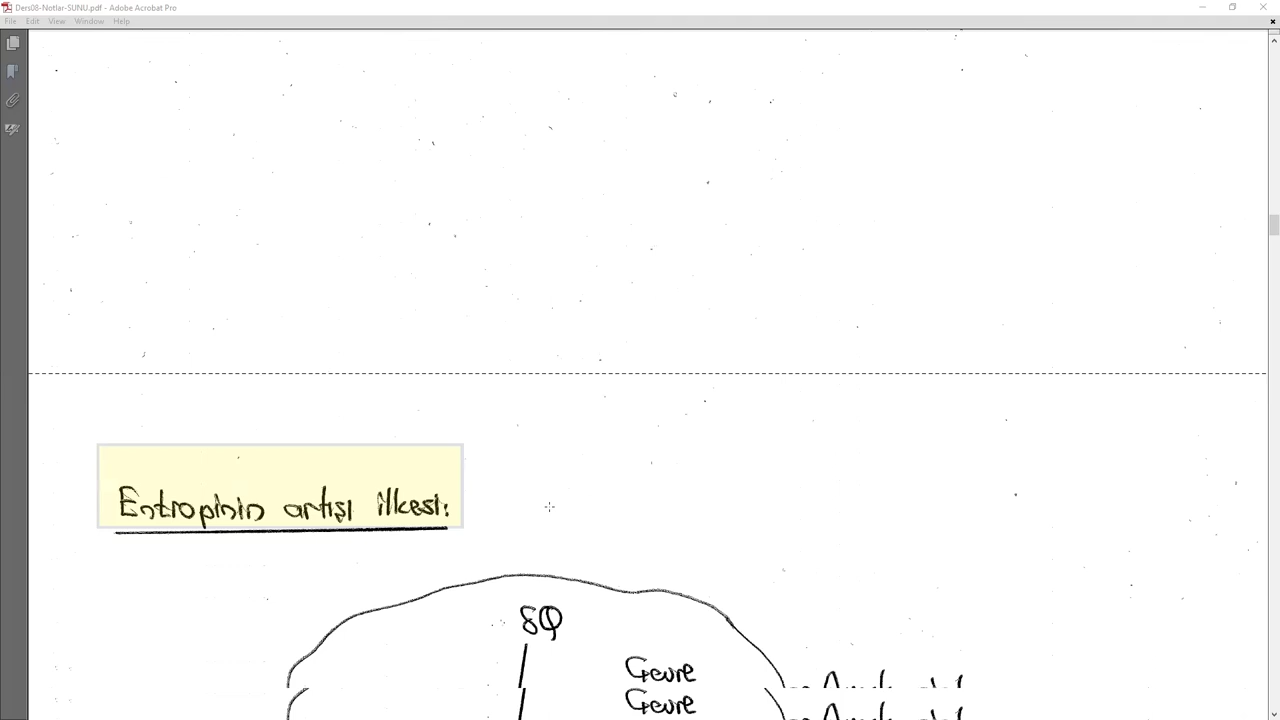 Ders08-Notlar-SUNU.pdf - Adobe Acrobat Pro
File Edit View Window Help
Entropinin artışı ilkesi:
δQ
Çevre
Çevre